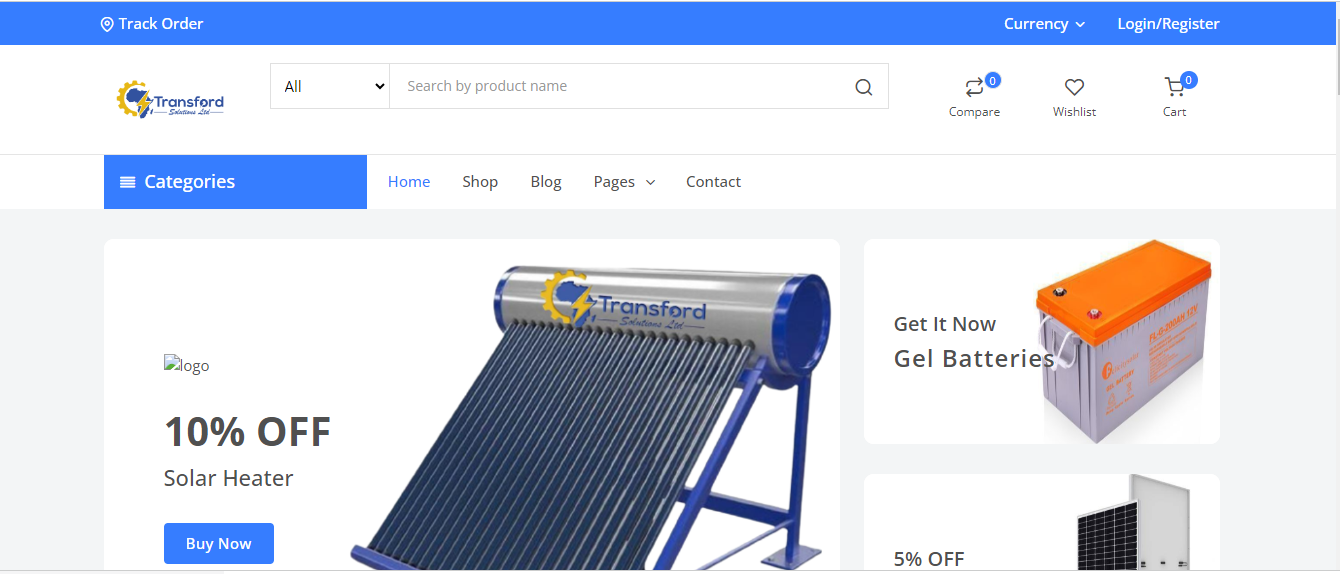 Track Order
Currency
Login/Register
Transford
Solutions Ltd
All
Search by product name
0
Compare
Wishlist
0
Cart
Categories
Home
Shop
Blog
Pages
Contact
Transford
Solutions Ltd
logo
10% OFF
Solar Heater
Buy Now
Get It Now
Gel Batteries
GEL BATTERY
5% OFF